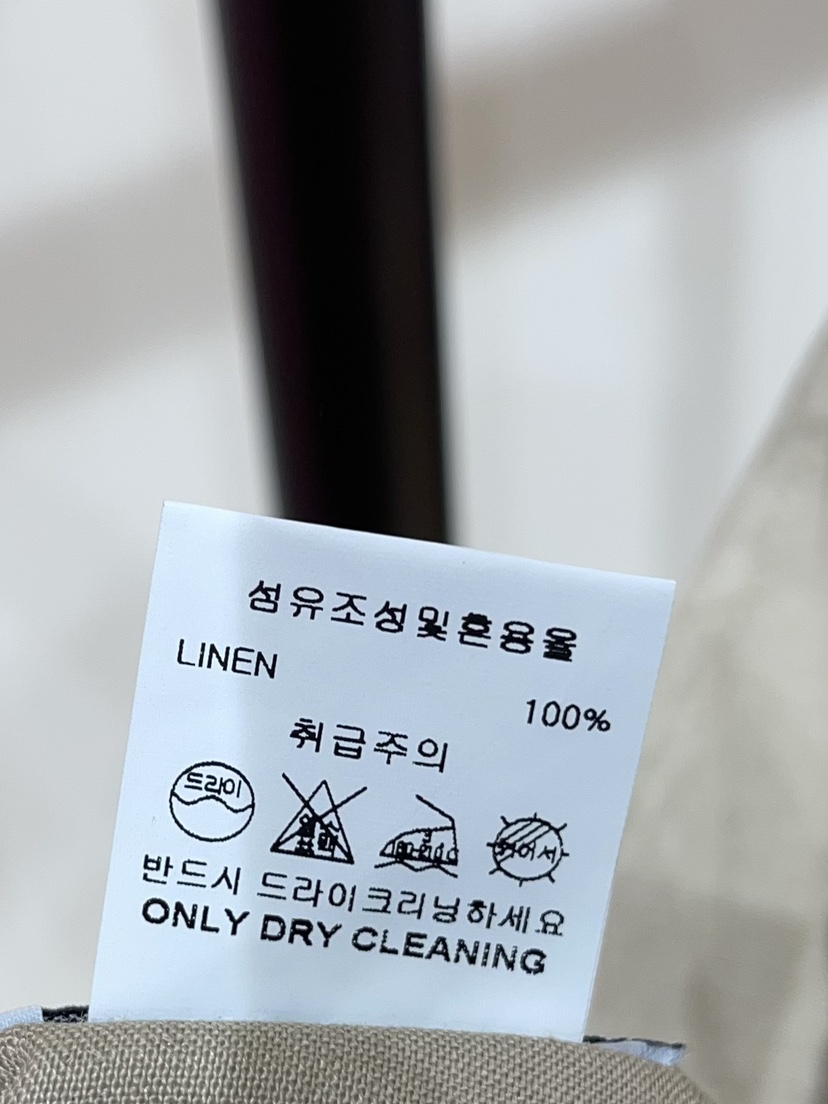 섬유조성및혼용율
LINEN
100%
취급주의
드라이
반드시 드라이크리닝하세요
ONLY DRY CLEANING